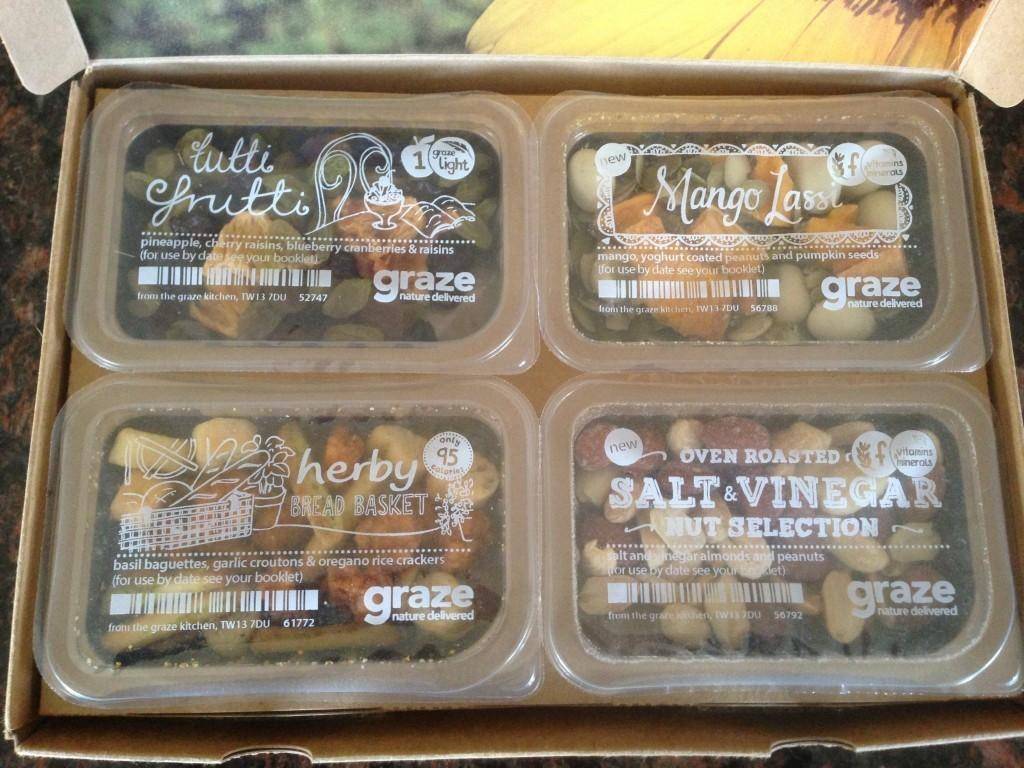 tutti
frutti
1 graze light
pineapple, cherry raisins, blueberry cranberries & raisins
(for use by date see your booklet)
from the graze kitchen, TW13 7DU 52747
graze
nature delivered
new
f vitamins minerals
Mango Lassi
mango, yoghurt coated peanuts and pumpkin seeds
(for use by date see your booklet)
from the graze kitchen, TW13 7DU 56788
graze
nature delivered
only
95
calories
herby
BREAD BASKET
basil baguettes, garlic croutons & oregano rice crackers
(for use by date see your booklet)
from the graze kitchen, TW13 7DU 61772
graze
nature delivered
new
f vitamins minerals
OVEN ROASTED
SALT & VINEGAR
NUT SELECTION
salt and vinegar almonds and peanuts
(for use by date see your booklet)
from the graze kitchen, TW13 7DU 56792
graze
nature delivered